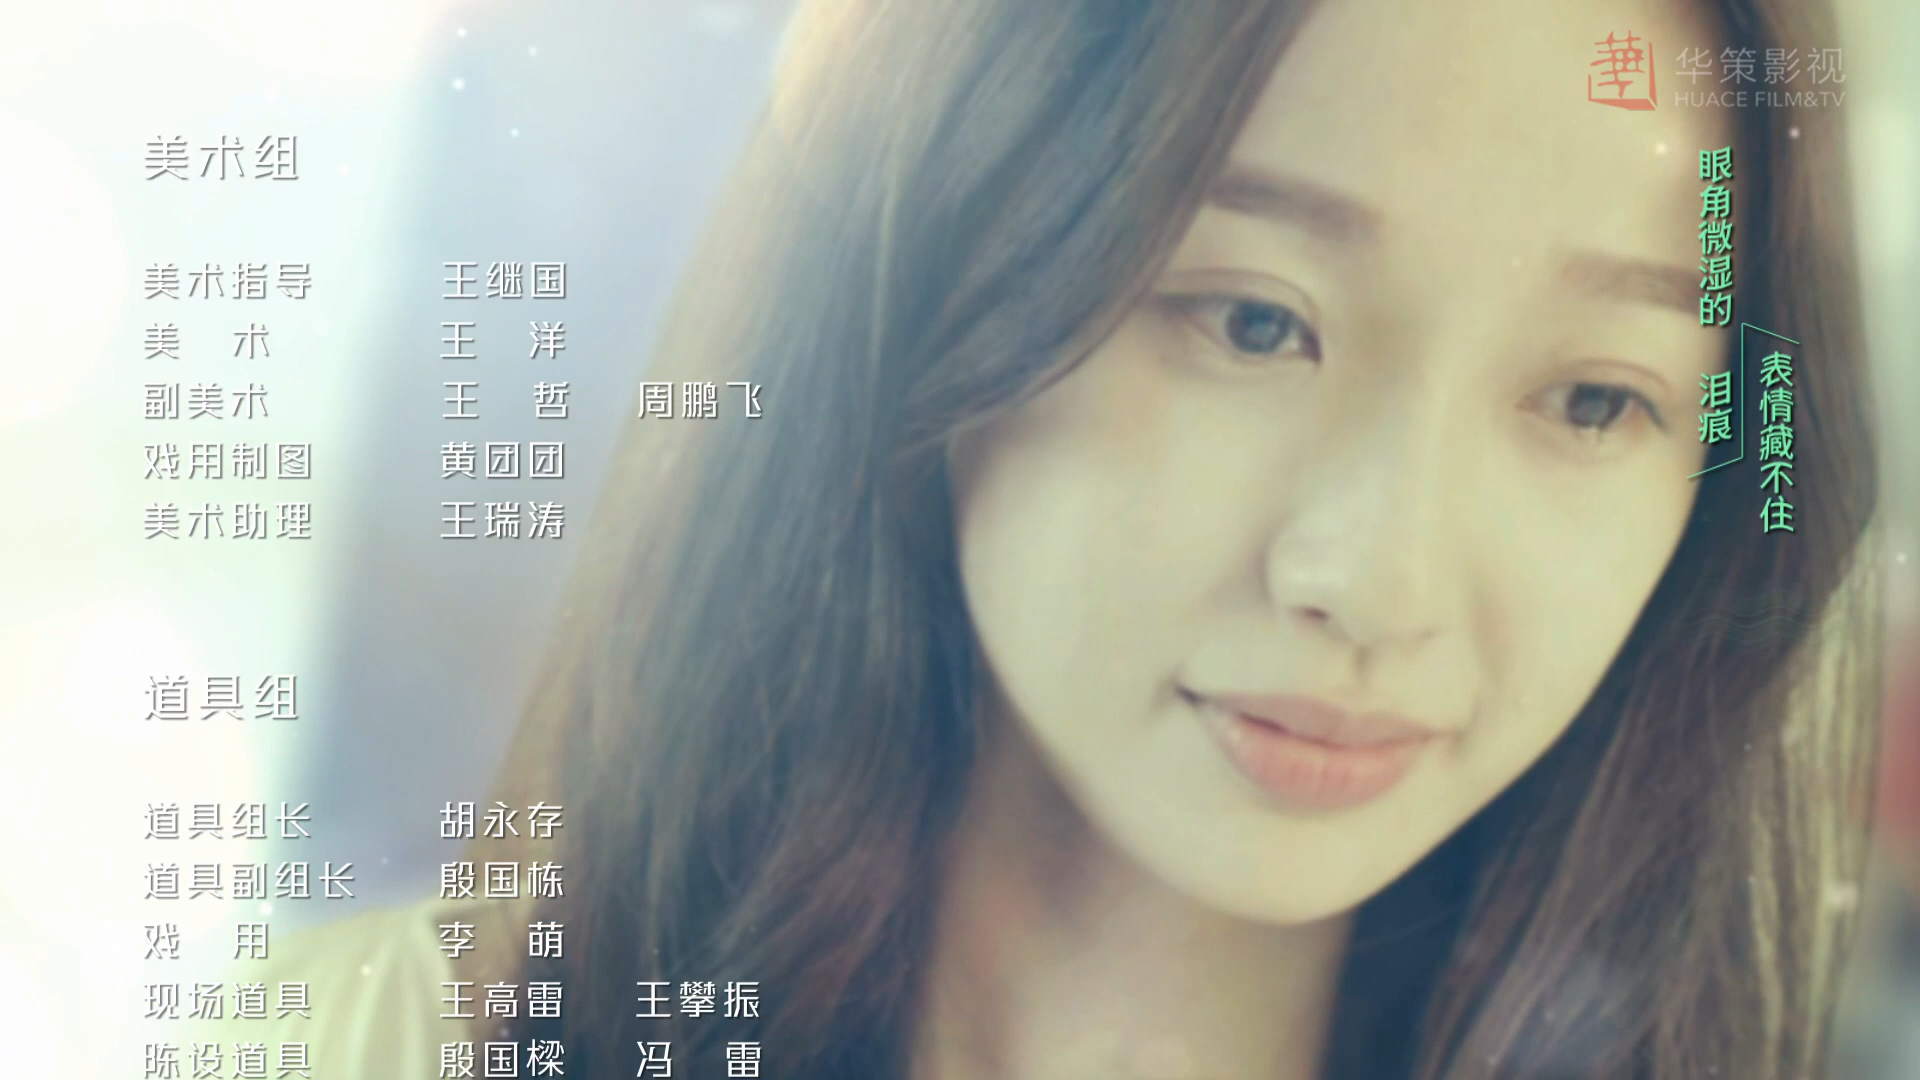 华策影视
HUACE FILM&TV
美术组
美术指导 王继国
美 术 王 洋
副美术 王 哲 周鹏飞
戏用制图 黄团团
美术助理 王瑞涛
道具组
道具组长 胡永存
道具副组长 殷国栋
戏 用 李 萌
现场道具 王高雷 王攀振
陈设道具 殷国樑 冯 雷
眼角微湿的 泪痕
表情藏不住